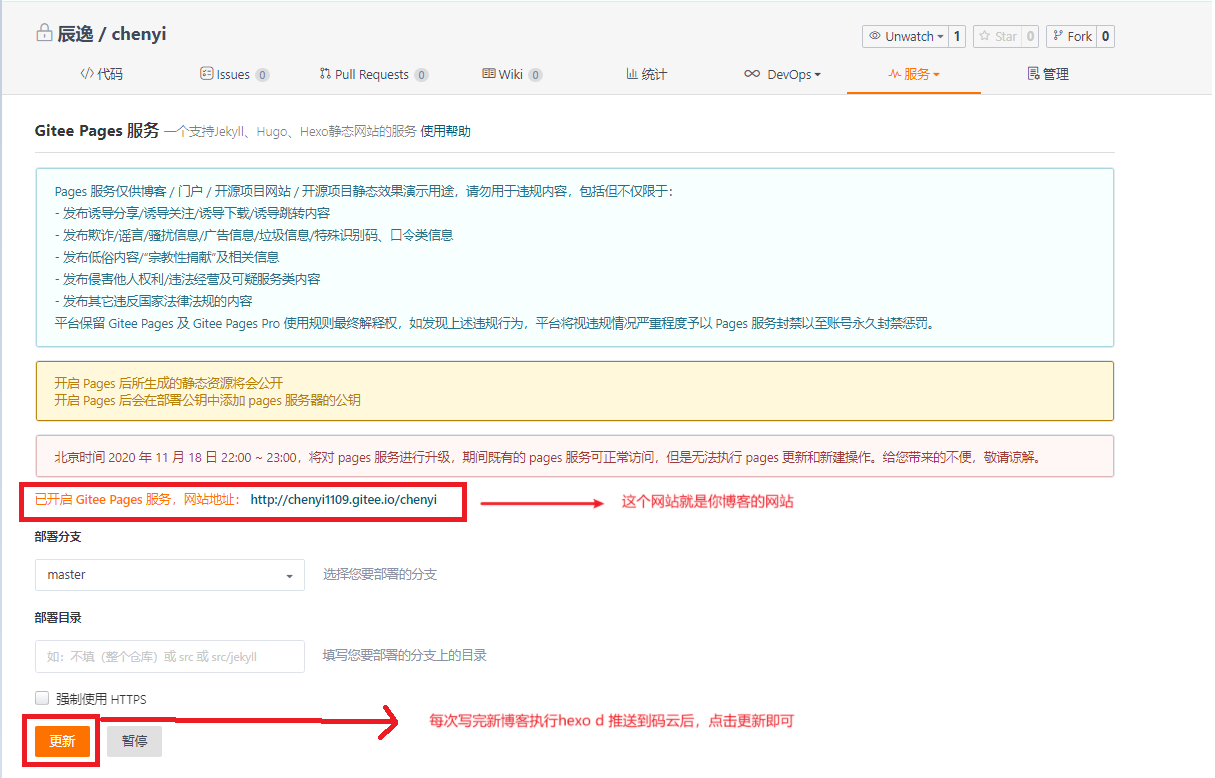 辰逸 / chenyi
Unwatch 1 Star 0 Fork 0
代码 Issues 0 Pull Requests 0 Wiki 0 统计 DevOps 服务 管理
Gitee Pages 服务 一个支持Jekyll、Hugo、Hexo静态网站的服务 使用帮助
Pages 服务仅供博客 / 门户 / 开源项目网站 / 开源项目静态效果演示用途，请勿用于违规内容，包括但不仅限于：
- 发布诱导分享/诱导关注/诱导下载/诱导跳转内容
- 发布欺诈/谣言/骚扰信息/广告信息/垃圾信息/特殊识别码、口令类信息
- 发布低俗内容/“宗教性捐献”及相关信息
- 发布侵害他人权利/违法经营及可疑服务类内容
- 发布其它违反国家法律法规的内容
平台保留 Gitee Pages 及 Gitee Pages Pro 使用规则最终解释权，如发现上述违规行为，平台将视违规情况严重程度予以 Pages 服务封禁以至账号永久封禁惩罚。
开启 Pages 后所生成的静态资源将会公开
开启 Pages 后会在部署公钥中添加 pages 服务器的公钥
北京时间 2020 年 11 月 18 日 22:00 ~ 23:00，将对 pages 服务进行升级，期间既有的 pages 服务可正常访问，但是无法执行 pages 更新和新建操作。给您带来的不便，敬请谅解。
已开启 Gitee Pages 服务，网站地址： http://chenyi1109.gitee.io/chenyi 这个网站就是你博客的网站
部署分支
master 选择您要部署的分支
部署目录
如：不填（整个仓库）或 src 或 src/jekyll 填写您要部署的分支上的目录
强制使用 HTTPS
每次写完新博客执行hexo d 推送到码云后，点击更新即可
更新 暂停